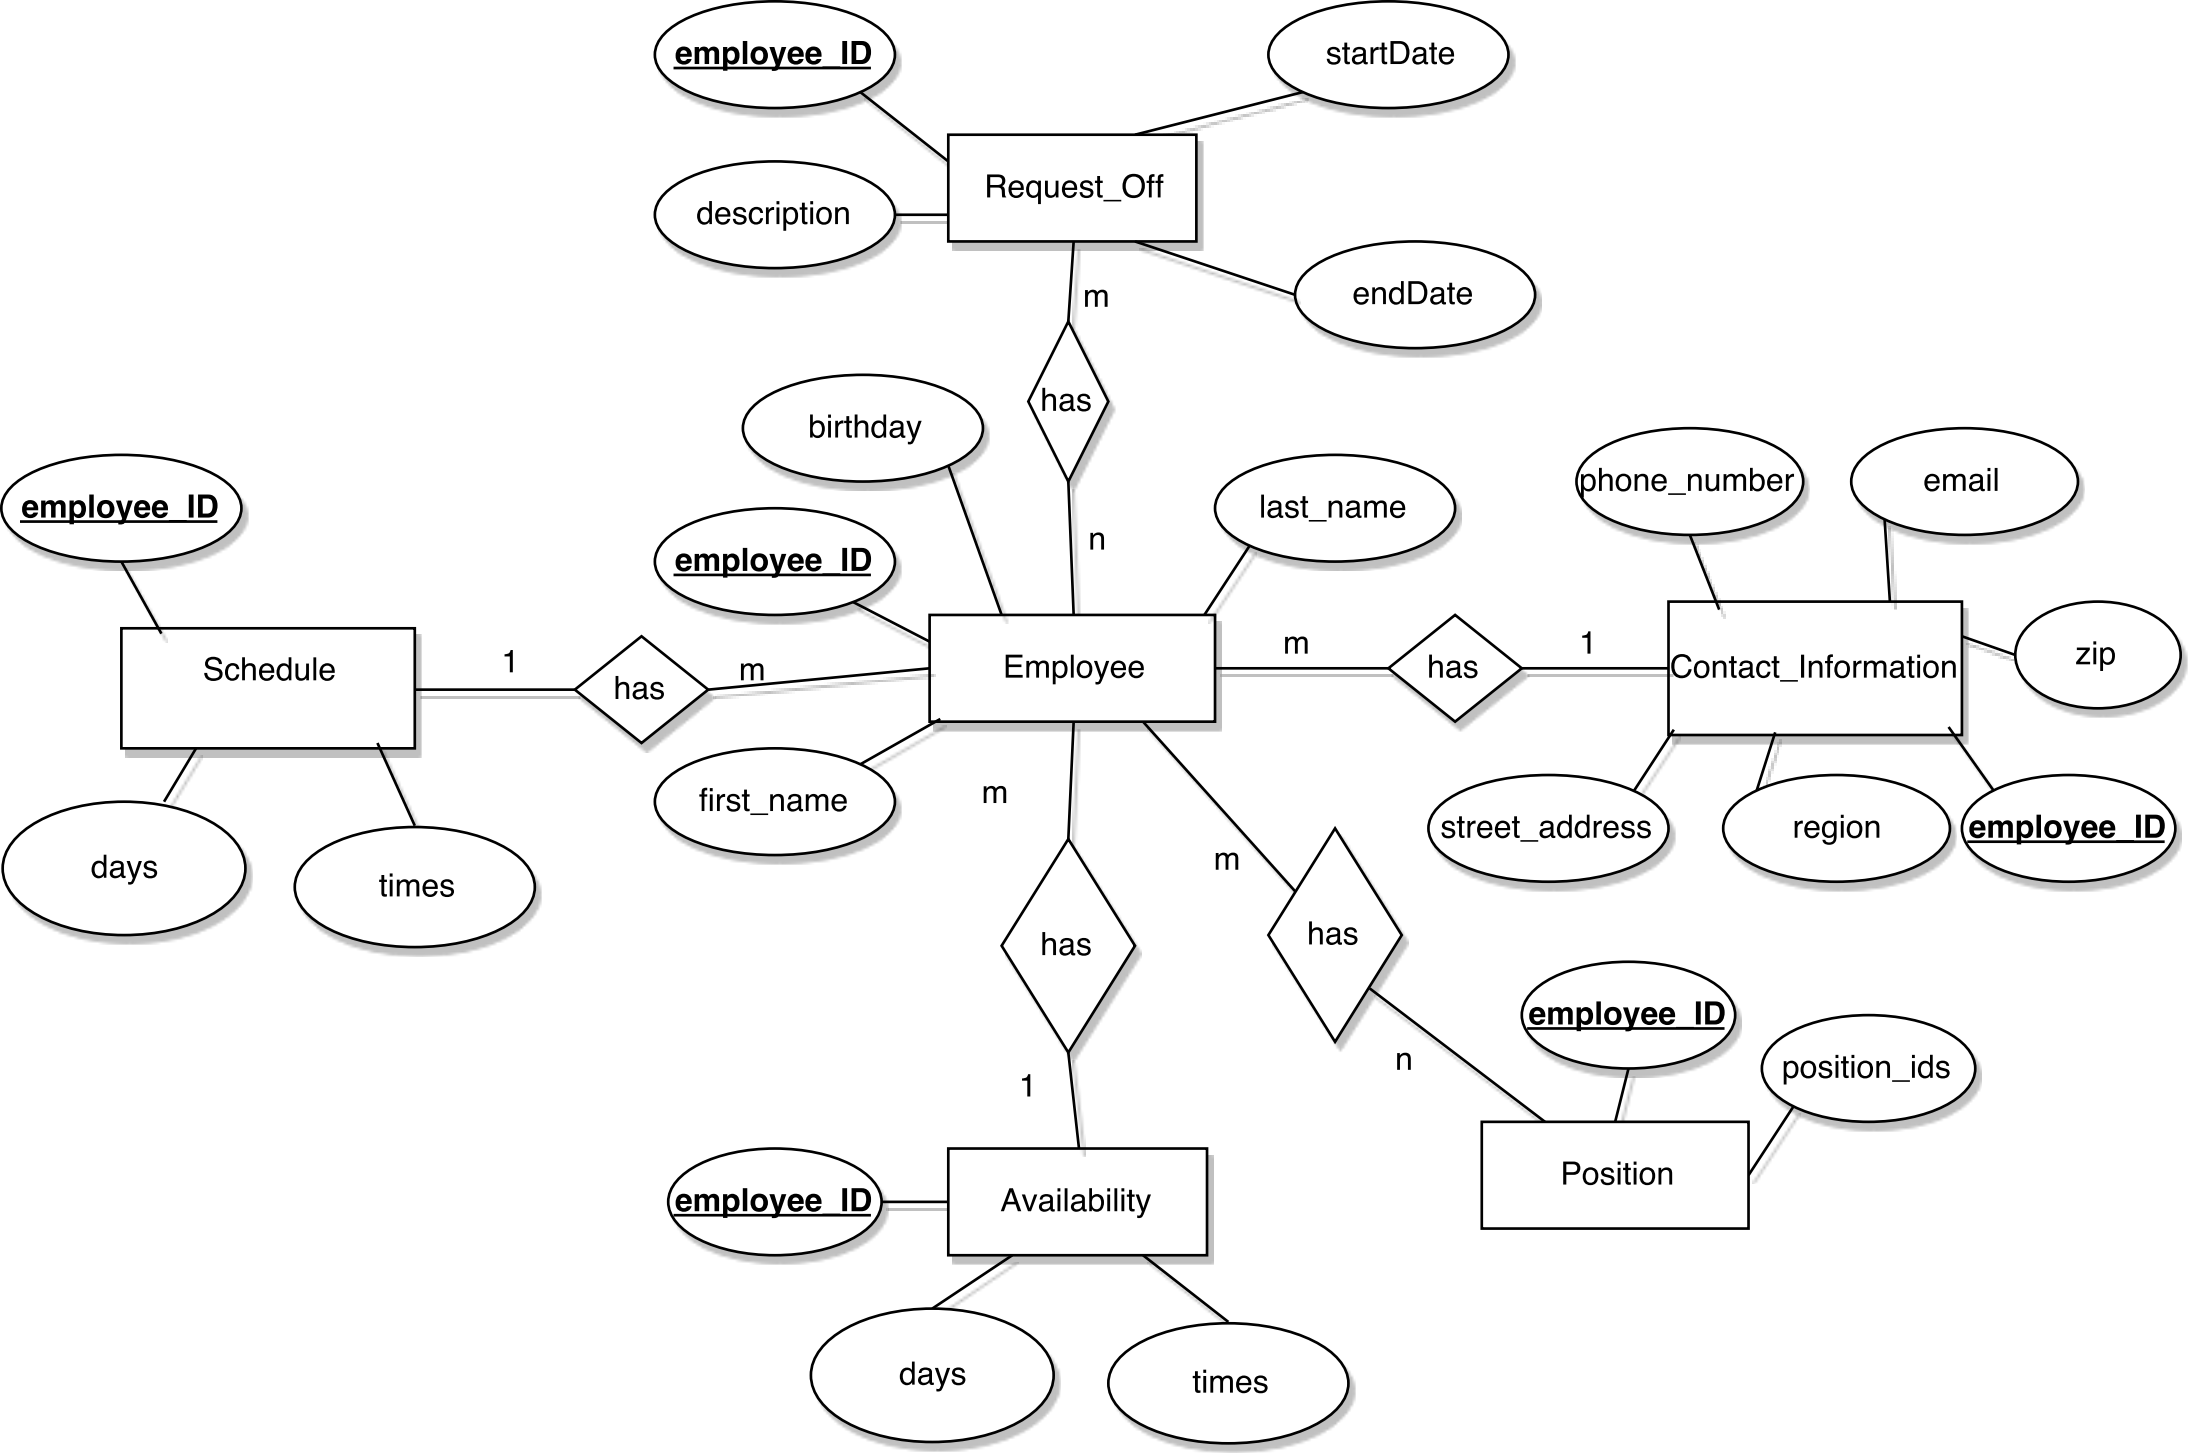 employee_ID
startDate
Request_Off
description
endDate
m
has
birthday
n
last_name
employee_ID
phone_number
email
employee_ID
Schedule
1
has
m
Employee
m
has
1
Contact_Information
zip
days
times
first_name
m
street_address
region
employee_ID
m
has
has
n
1
employee_ID
position_ids
Position
employee_ID
Availability
days
times